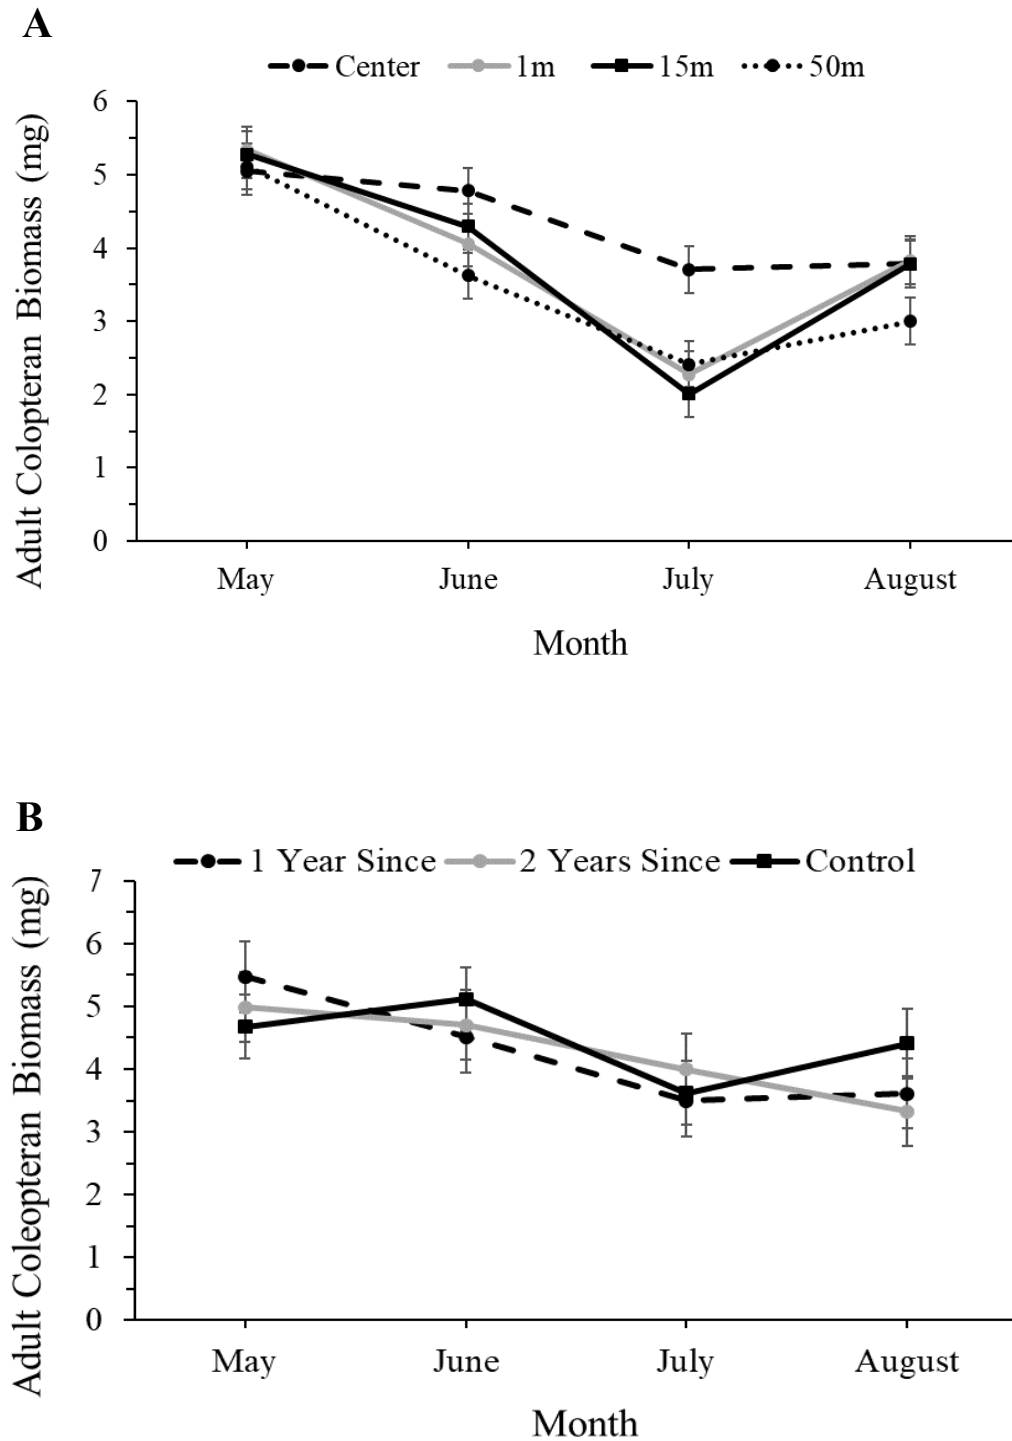 A
Center 1m 15m 50m
Adult Colopteran Biomass (mg)
6
5
4
3
2
1
0
May June July August
Month
B
1 Year Since 2 Years Since Control
Adult Coleopteran Biomass (mg)
7
6
5
4
3
2
1
0
May June July August
Month